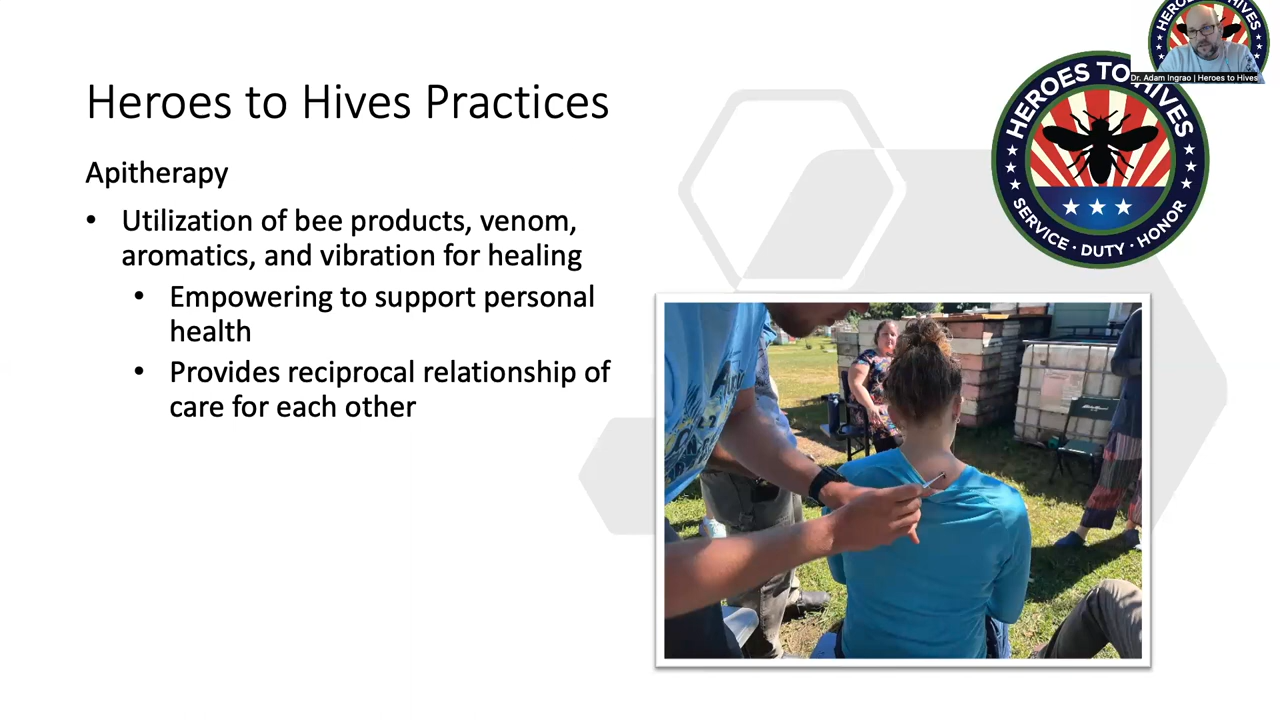 Heroes to Hives Practices
Apitherapy
• Utilization of bee products, venom,
aromatics, and vibration for healing
• Empowering to support personal
health
• Provides reciprocal relationship of
care for each other
HEROES TO HIVES
SERVICE · DUTY · HONOR
Dr. Adam Ingrao | Heroes to Hives